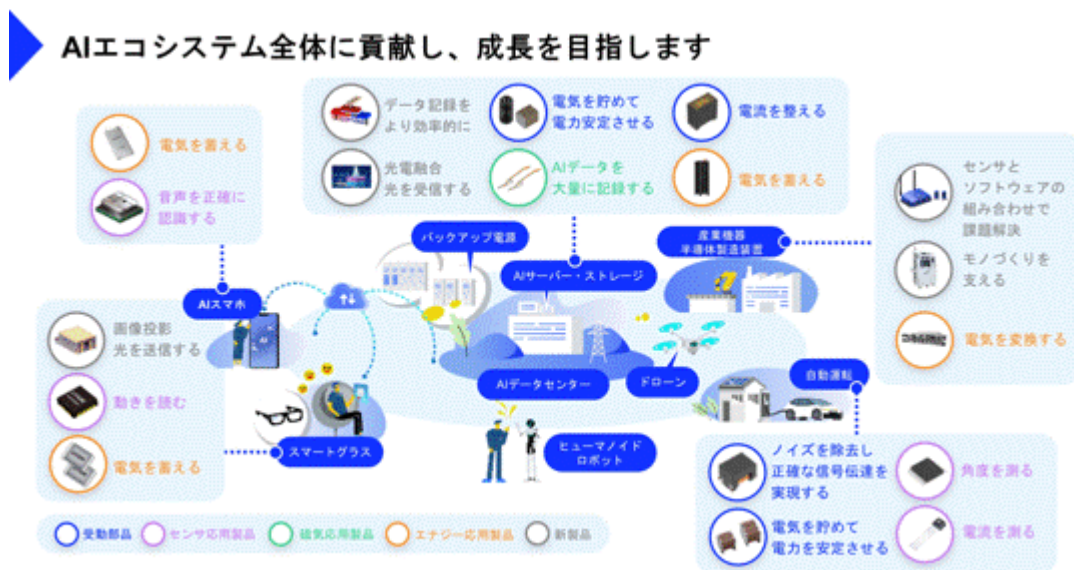 AIエコシステム全体に貢献し、成長を目指します
電気を蓄える
音声を正確に
認識する
データ記録を
より効率的に
電気を貯めて
電力安定させる
電流を整える
光電融合
光を受信する
AIデータを
大量に記録する
電気を蓄える
センサと
ソフトウェアの
組み合わせで
課題解決
モノづくりを
支える
電気を変換する
バックアップ電源
産業機器
半導体製造装置
AIサーバー・ストレージ
AIスマホ
画像投影
光を送信する
動きを読む
電気を蓄える
AIデータセンター
ドローン
自動運転
スマートグラス
ヒューマノイド
ロボット
ノイズを除去し
正確な信号伝達を
実現する
角度を測る
電気を貯めて
電力を安定させる
電流を測る
受動部品
センサ応用製品
磁気応用製品
エナジー応用製品
新製品